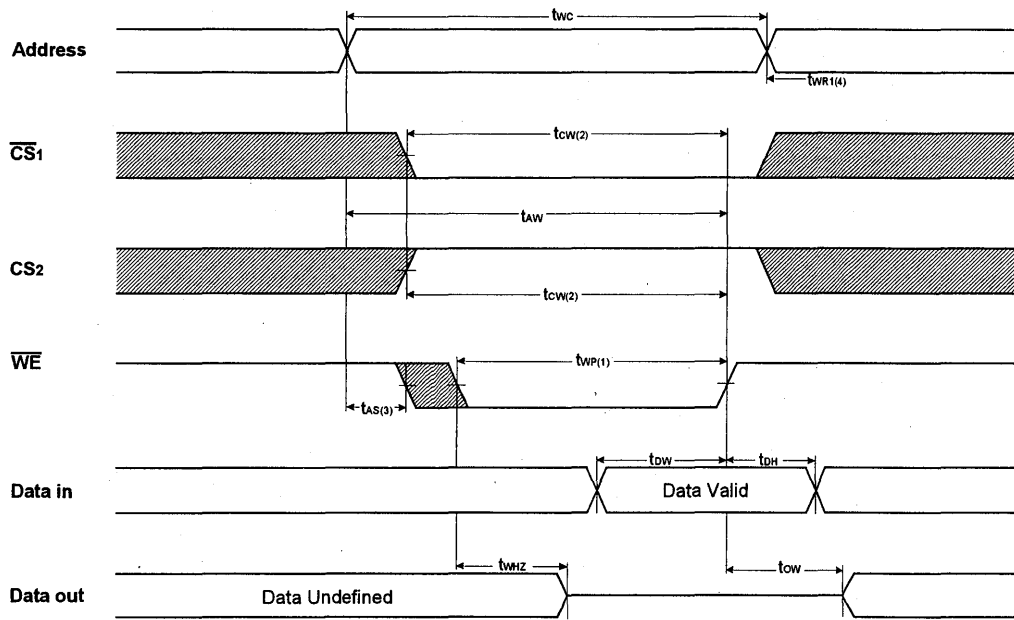 tWC
Address
tWR1(4)
tCW(2)
CS1
tAW
CS2
tCW(2)
WE
tWP(1)
tAS(3)
tDW
tDH
Data in
Data Valid
tWHZ
tOW
Data out
Data Undefined